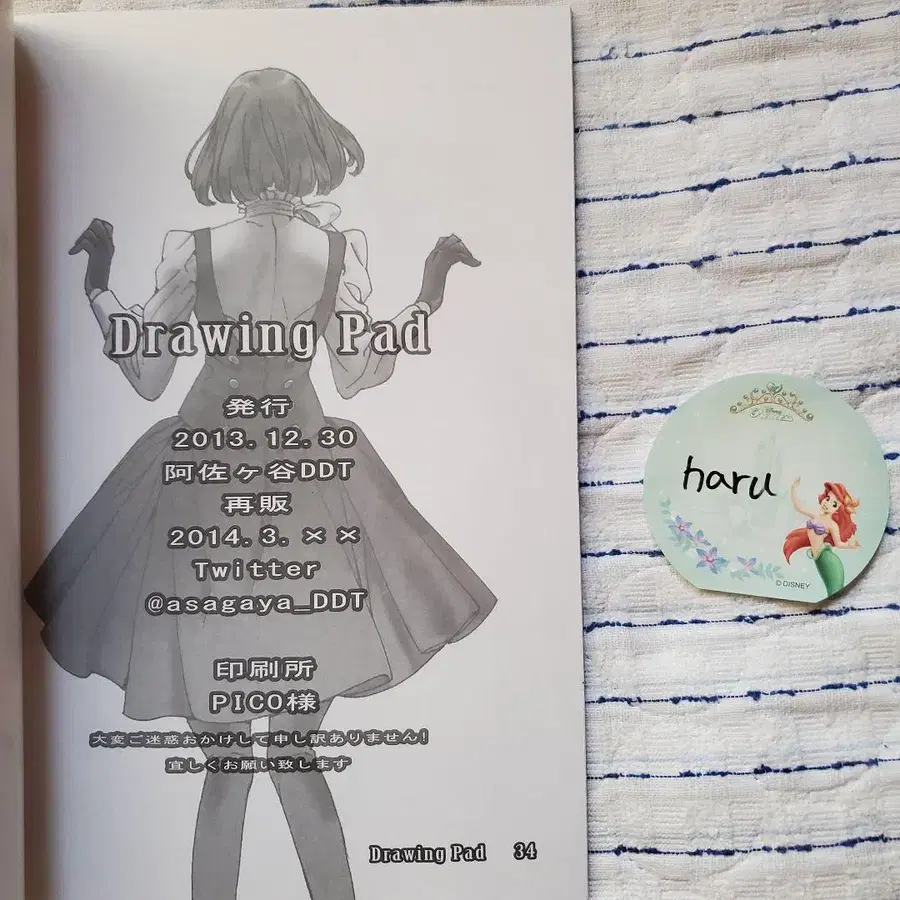 Drawing Pad
発行
2013.12.30
阿佐ヶ谷DDT
再販
2014.3.××
Twitter
@asagaya_DDT
印刷所
PICO様
大変ご迷惑おかけして申し訳ありません!
宜しくお願い致します
Drawing Pad 34
haru
© DISNEY